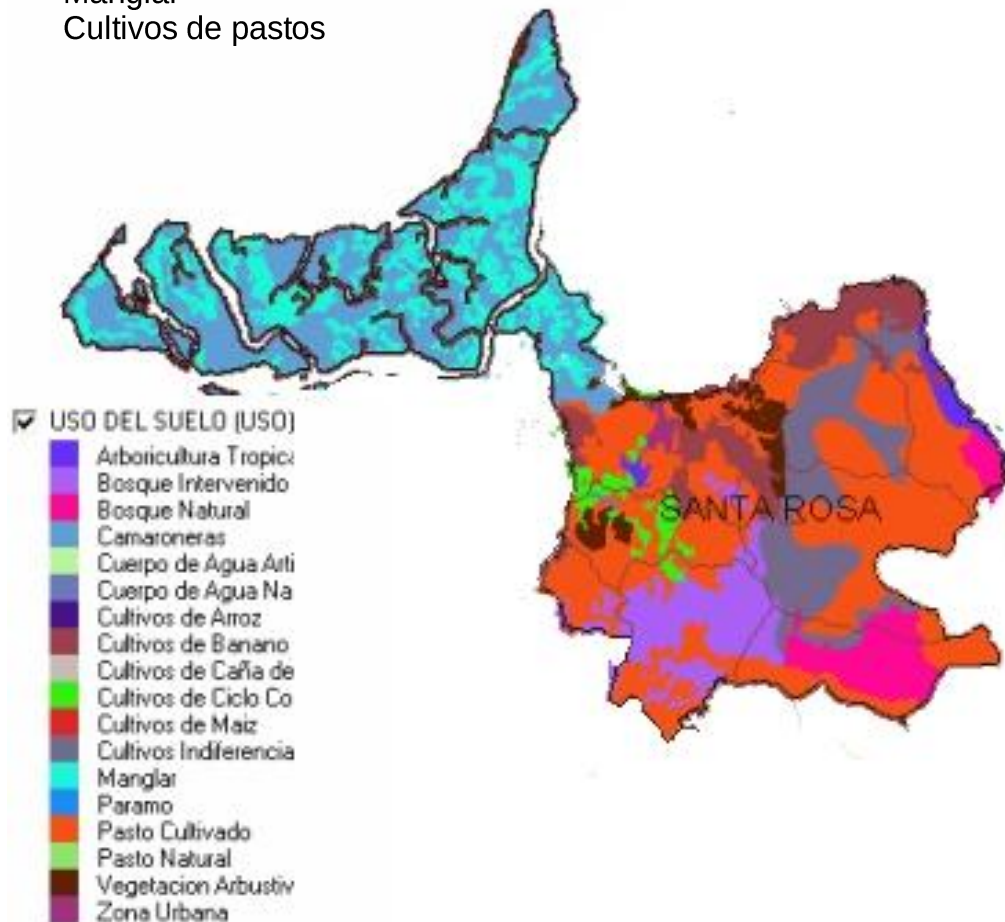 Manglar
Cultivos de pastos
USO DEL SUELO (USO)
Arboricultura Tropica
Bosque Intervenido
Bosque Natural
Camaroneras
Cuerpo de Agua Arti
Cuerpo de Agua Na
Cultivos de Arroz
Cultivos de Banano
Cultivos de Caña de
Cultivos de Ciclo Co
Cultivos de Maiz
Cultivos Indiferencia
Manglar
Paramo
Pasto Cultivado
Pasto Natural
Vegetacion Arbustiv
Zona Urbana
SANTA ROSA